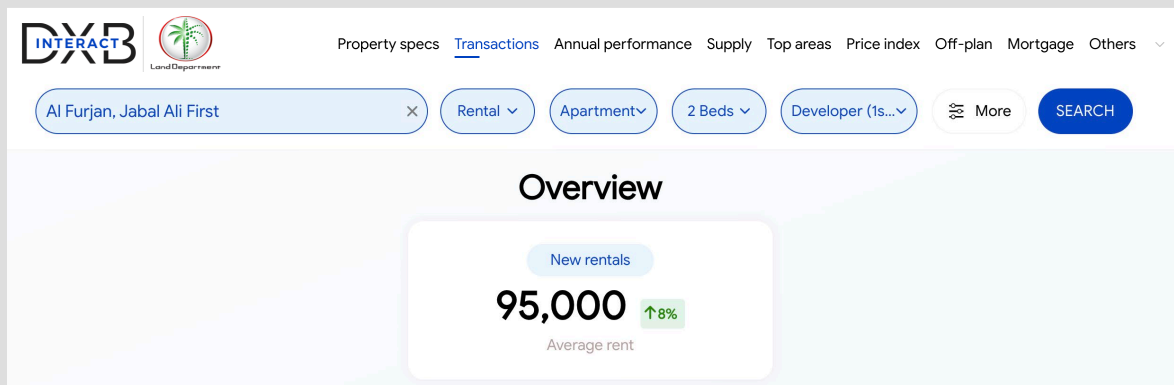 DXB
INTERACT
Land Department
Property specs Transactions Annual performance Supply Top areas Price index Off-plan Mortgage Others
Al Furjan, Jabal Ali First
Rental
Apartment
2 Beds
Developer (1s...
More
SEARCH
Overview
New rentals
95,000 ↑8%
Average rent